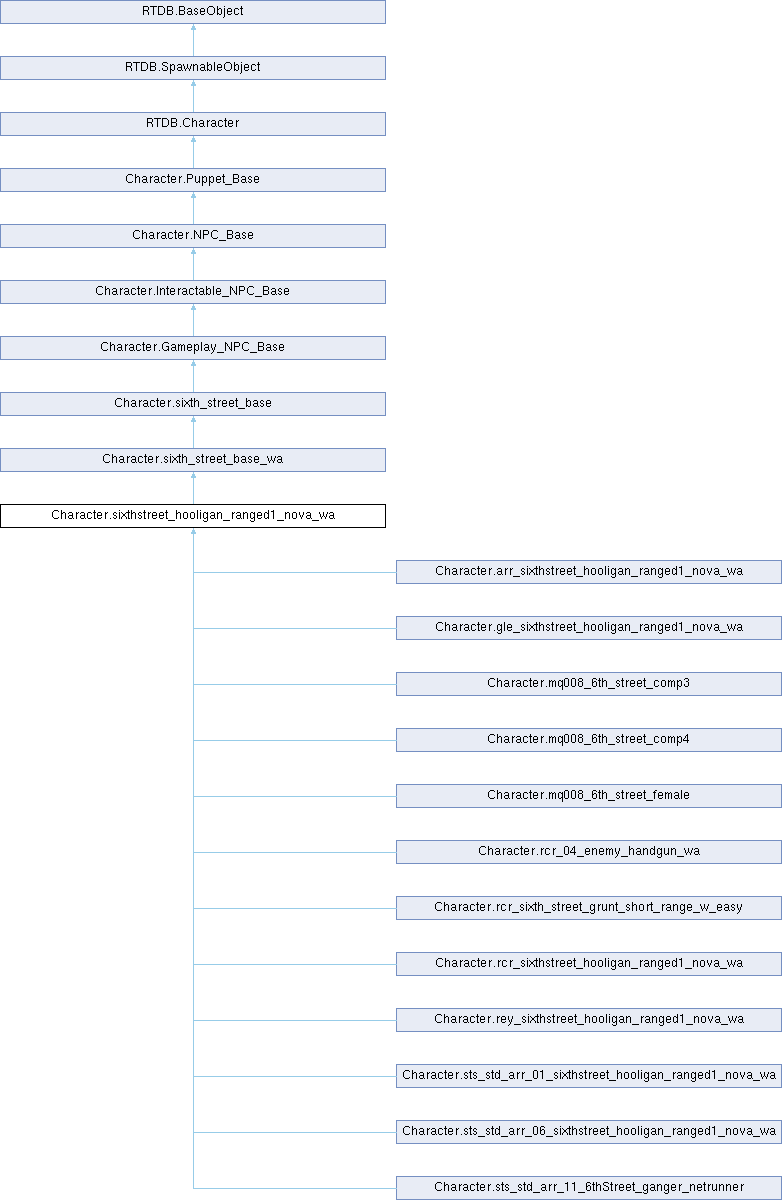 RTDB.BaseObject
RTDB.SpawnableObject
RTDB.Character
Character.Puppet_Base
Character.NPC_Base
Character.Interactable_NPC_Base
Character.Gameplay_NPC_Base
Character.sixth_street_base
Character.sixth_street_base_wa
Character.sixthstreet_hooligan_ranged1_nova_wa
Character.arr_sixthstreet_hooligan_ranged1_nova_wa
Character.gle_sixthstreet_hooligan_ranged1_nova_wa
Character.mq008_6th_street_comp3
Character.mq008_6th_street_comp4
Character.mq008_6th_street_female
Character.rcr_04_enemy_handgun_wa
Character.rcr_sixth_street_grunt_short_range_w_easy
Character.rcr_sixthstreet_hooligan_ranged1_nova_wa
Character.rey_sixthstreet_hooligan_ranged1_nova_wa
Character.sts_std_arr_01_sixthstreet_hooligan_ranged1_nova_wa
Character.sts_std_arr_06_sixthstreet_hooligan_ranged1_nova_wa
Character.sts_std_arr_11_6thStreet_ganger_netrunner